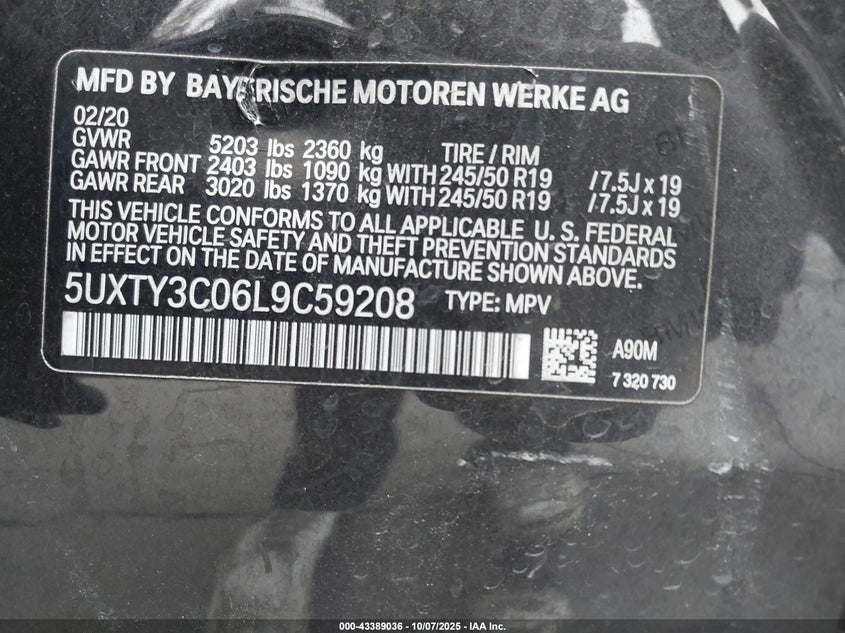 MFD BY BAYERISCHE MOTOREN WERKE AG
02/20
GVWR 5203 lbs 2360 kg TIRE / RIM
GAWR FRONT 2403 lbs 1090 kg WITH 245/50 R19 / 7.5J x 19
GAWR REAR 3020 lbs 1370 kg WITH 245/50 R19 / 7.5J x 19
THIS VEHICLE CONFORMS TO ALL APPLICABLE U. S. FEDERAL
MOTOR VEHICLE SAFETY AND THEFT PREVENTION STANDARDS
IN EFFECT ON THE DATE OF MANUFACTURE SHOWN ABOVE.
5UXTY3C06L9C59208 TYPE: MPV
A90M
7 320 730
000-43389036 - 10/07/2025 - IAA Inc.